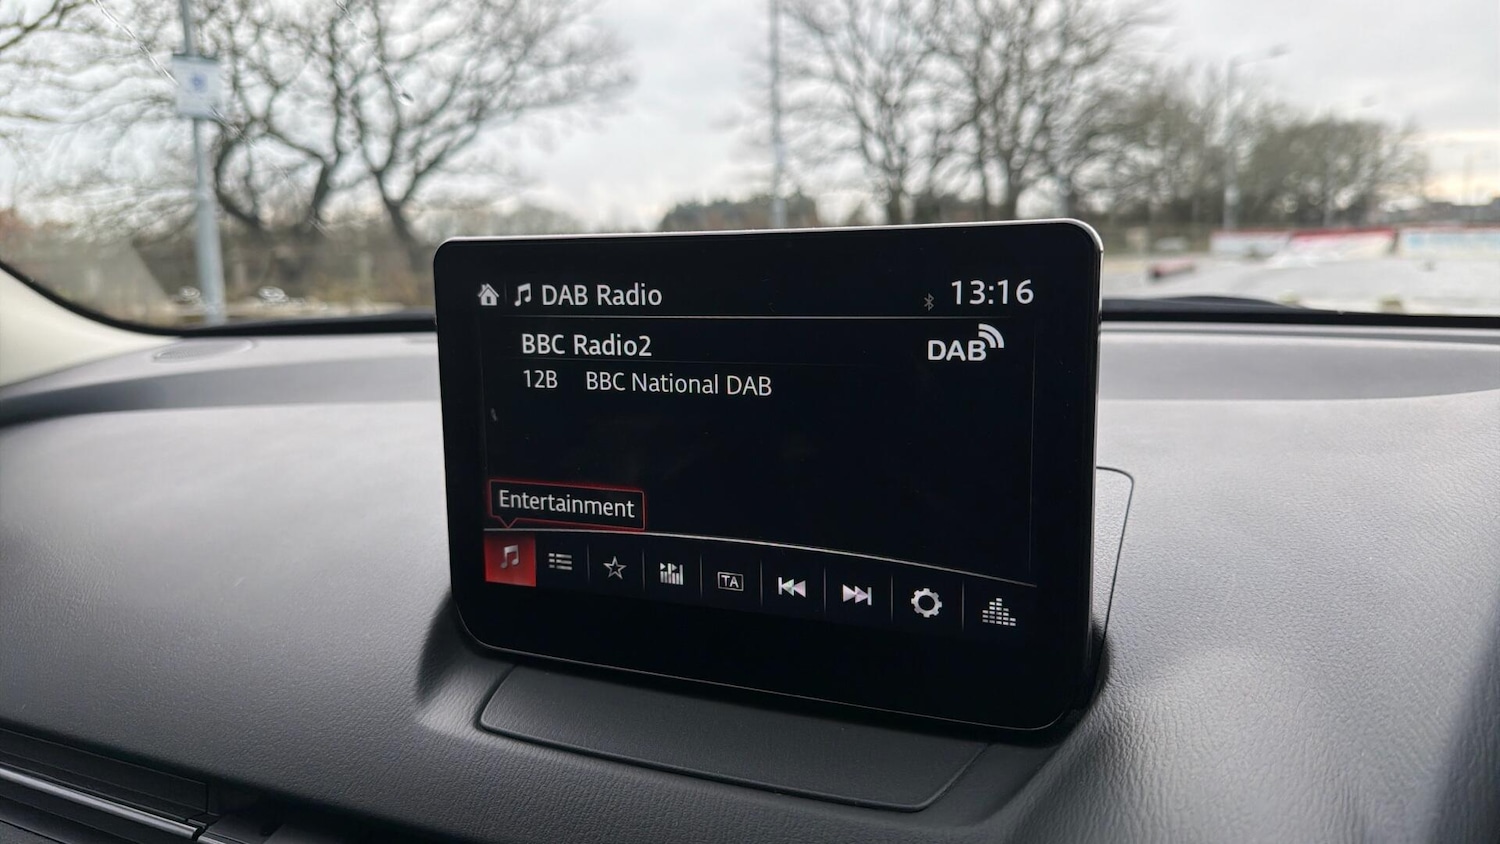 DAB Radio 13:16
BBC Radio2 DAB
12B BBC National DAB
Entertainment
TA